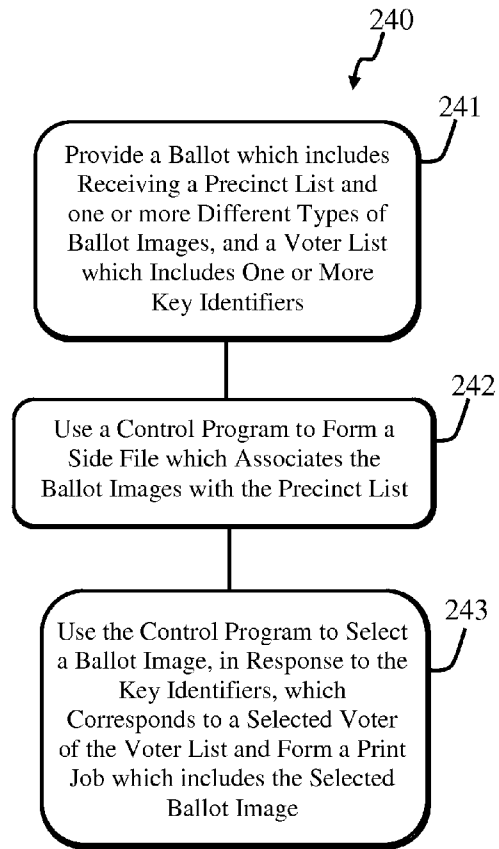 240
241
Provide a Ballot which includes
Receiving a Precinct List and
one or more Different Types of
Ballot Images, and a Voter List
which Includes One or More
Key Identifiers
242
Use a Control Program to Form a
Side File which Associates the
Ballot Images with the Precinct List
243
Use the Control Program to Select
a Ballot Image, in Response to the
Key Identifiers, which
Corresponds to a Selected Voter
of the Voter List and Form a Print
Job which includes the Selected
Ballot Image